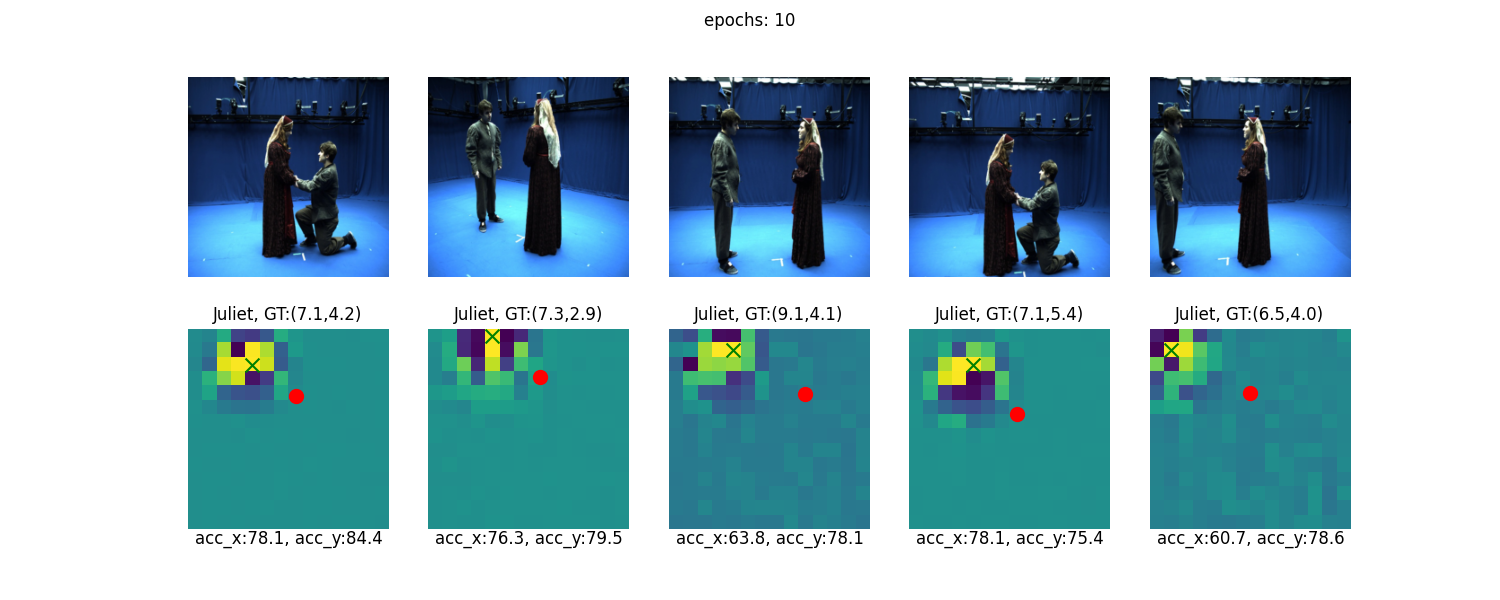 epochs: 10
Juliet, GT:(7.1,4.2)
Juliet, GT:(7.3,2.9)
Juliet, GT:(9.1,4.1)
Juliet, GT:(7.1,5.4)
Juliet, GT:(6.5,4.0)
acc_x:78.1, acc_y:84.4
acc_x:76.3, acc_y:79.5
acc_x:63.8, acc_y:78.1
acc_x:78.1, acc_y:75.4
acc_x:60.7, acc_y:78.6